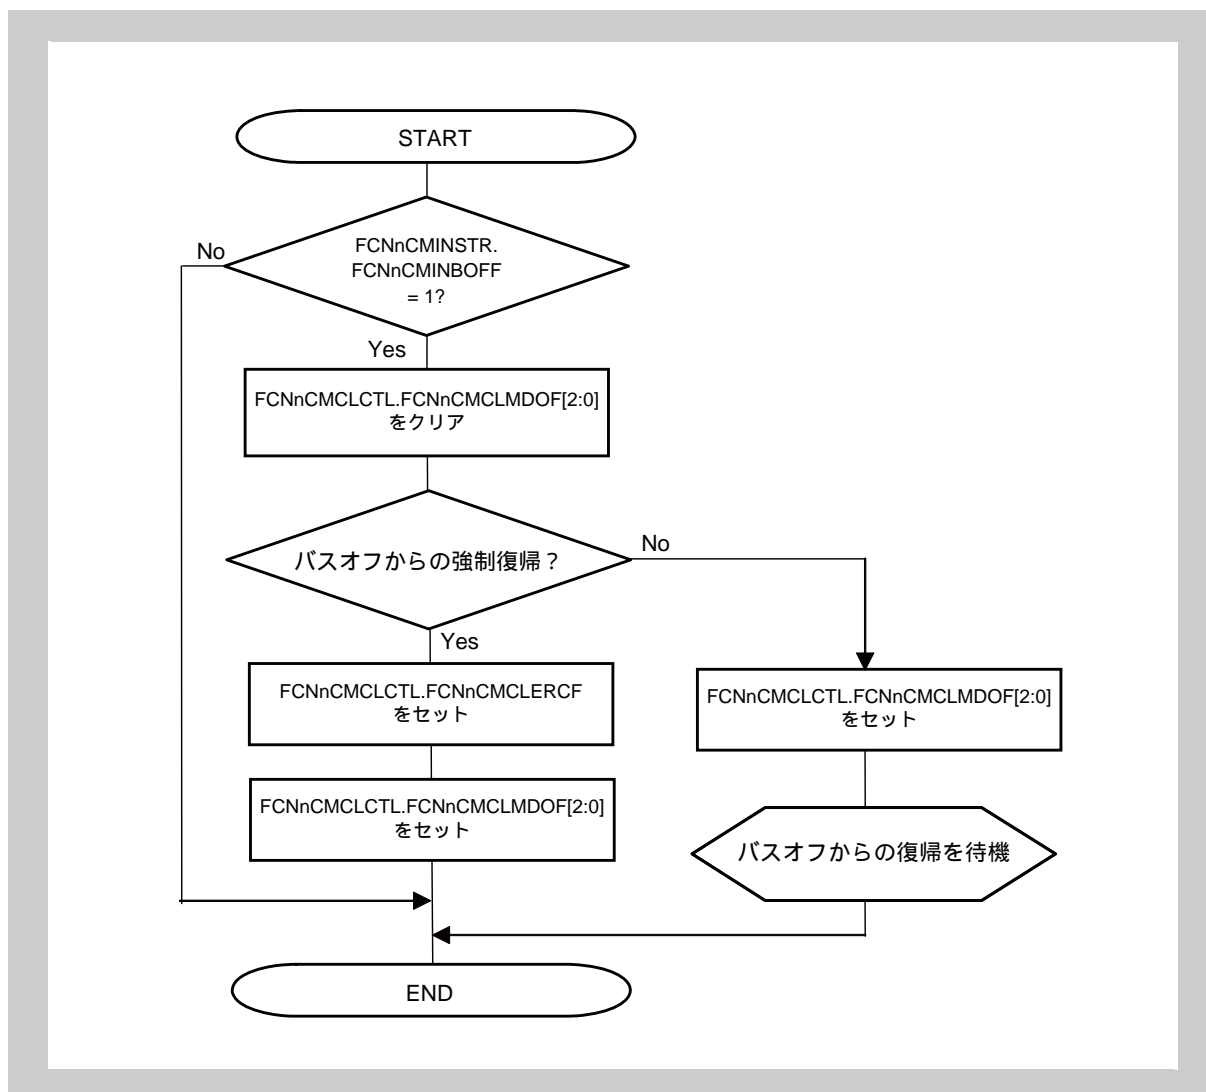 START
No
FCNnCMINSTR.
FCNnCMINBOFF
= 1?
Yes
FCNnCMCLCTL.FCNnCMCLMDOF[2:0]
をクリア
バスオフからの強制復帰？
No
Yes
FCNnCMCLCTL.FCNnCMCLERCF
をセット
FCNnCMCLCTL.FCNnCMCLMDOF[2:0]
をセット
FCNnCMCLCTL.FCNnCMCLMDOF[2:0]
をセット
バスオフからの復帰を待機
END